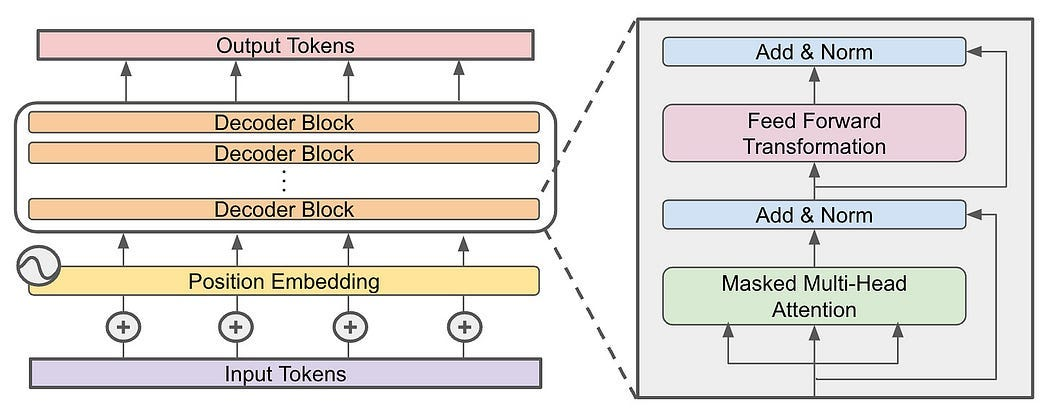 Output Tokens
Decoder Block
Decoder Block
Decoder Block
Position Embedding
Input Tokens
Add & Norm
Feed Forward
Transformation
Add & Norm
Masked Multi-Head
Attention